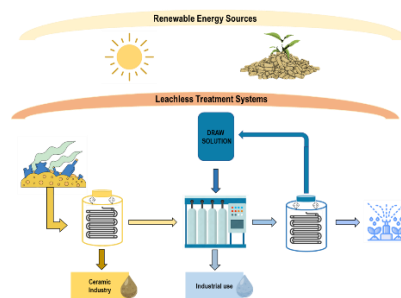 Renewable Energy Sources
Leachless Treatment Systems
DRAW
SOLUTION
Ceramic
Industry
Industrial use